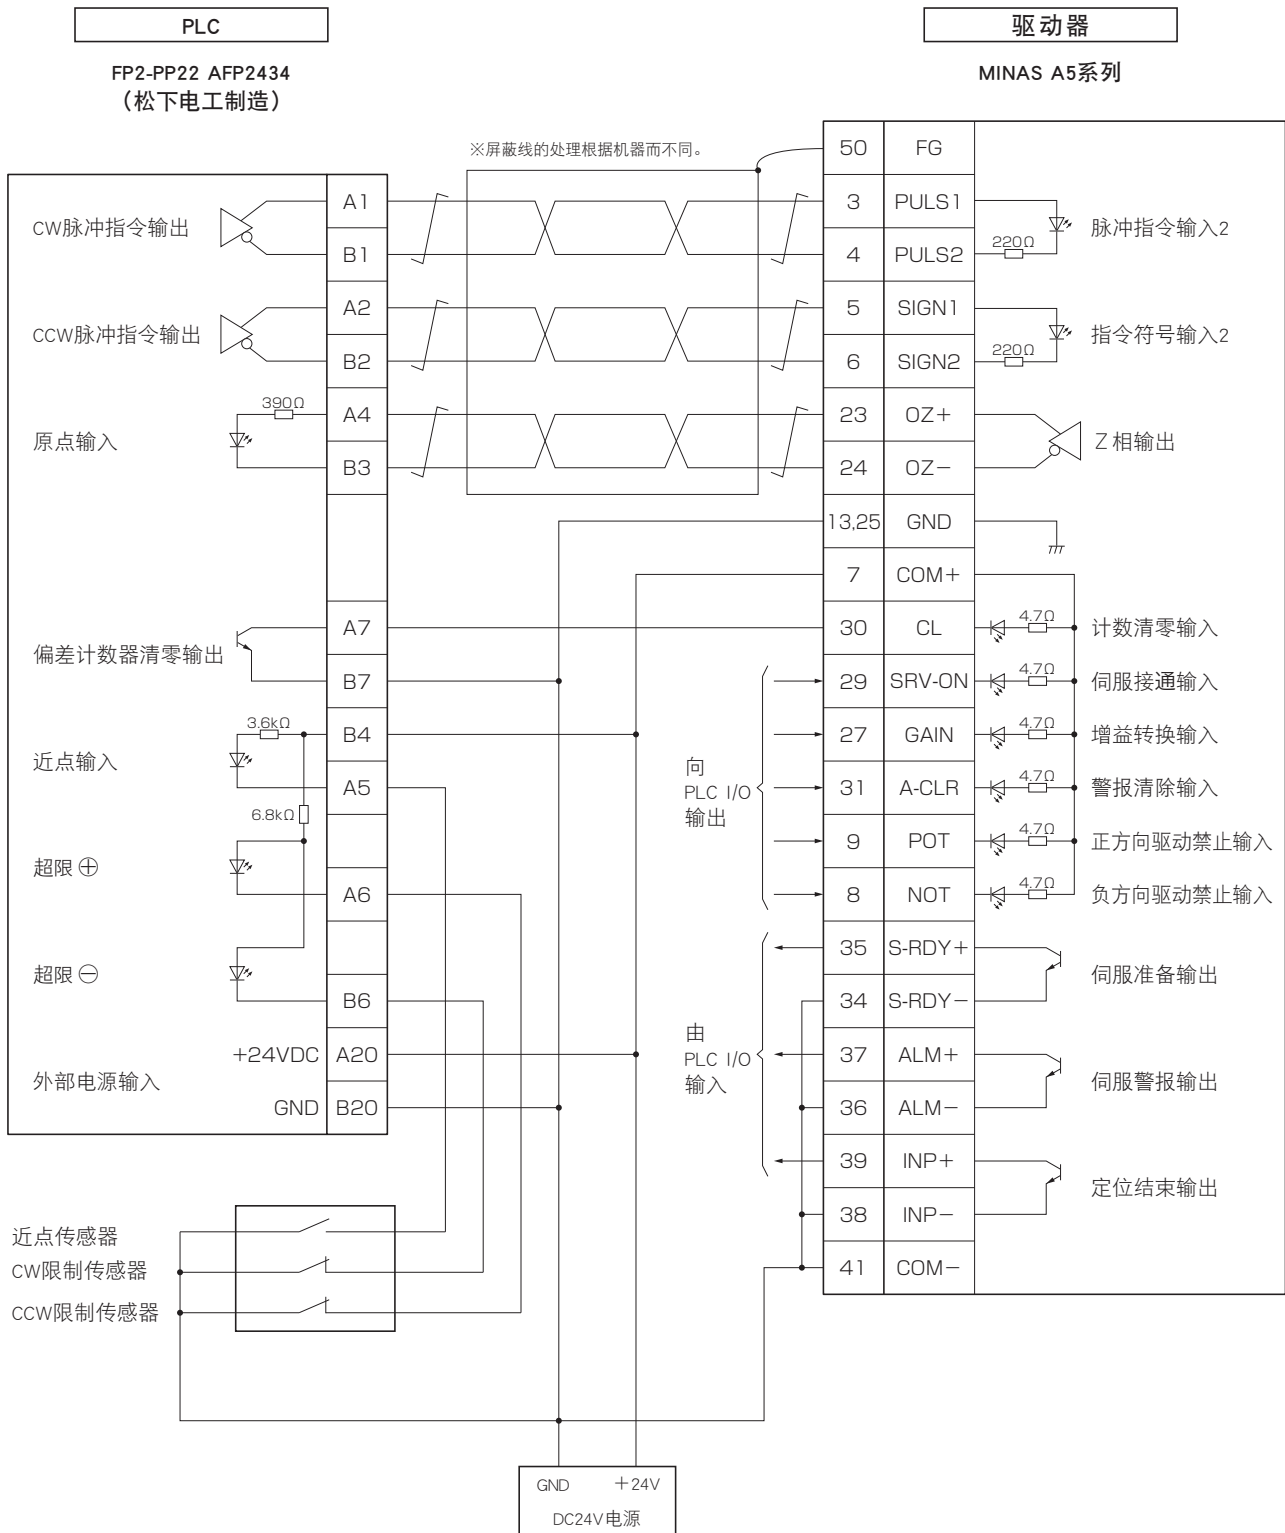 PLC
驱动器
FP2-PP22 AFP2434
（松下电工制造）
MINAS A5系列
※屏蔽线的处理根据机器而不同。
50 FG
CW脉冲指令输出
A1
3 PULS1
B1
4 PULS2
220Ω
脉冲指令输入2
CCW脉冲指令输出
A2
5 SIGN1
B2
6 SIGN2
220Ω
指令符号输入2
原点输入
390Ω
A4
23 OZ+
B3
24 OZ−
Z相输出
13,25 GND
7 COM+
偏差计数器清零输出
A7
30 CL
4.7Ω
计数清零输入
B7
29 SRV-ON
4.7Ω
伺服接通输入
近点输入
3.6kΩ
B4
27 GAIN
4.7Ω
增益转换输入
向
PLC I/O
输出
A5
31 A-CLR
4.7Ω
警报清除输入
6.8kΩ
9 POT
4.7Ω
正方向驱动禁止输入
超限⊕
A6
8 NOT
4.7Ω
负方向驱动禁止输入
35 S-RDY+
超限⊖
B6
34 S-RDY−
伺服准备输出
由
PLC I/O
输入
外部电源输入
+24VDC A20
37 ALM+
GND B20
36 ALM−
伺服警报输出
39 INP+
38 INP−
定位结束输出
41 COM−
近点传感器
CW限制传感器
CCW限制传感器
GND +24V
DC24V电源